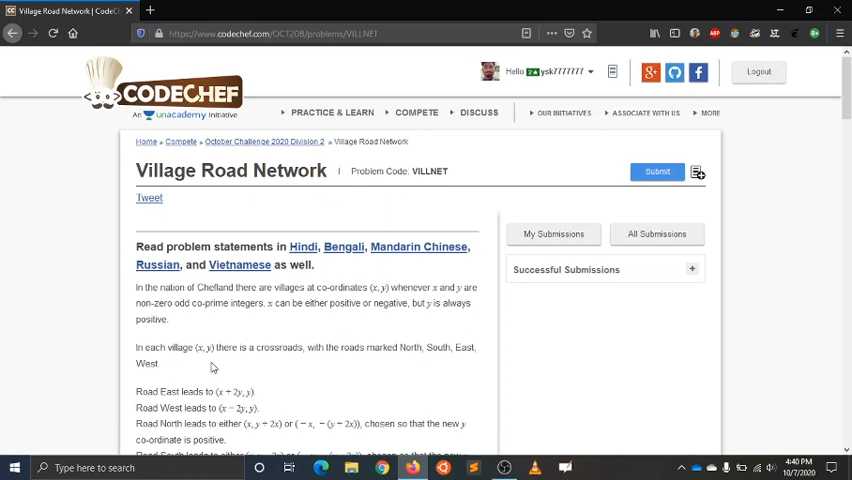 Village Road Network | CodeCh
https://www.codechef.com/OCT20B/problems/VILLNET
CODECHEF
An unacademy Initiative
Hello 2★ ysk7777777
Logout
PRACTICE & LEARN COMPETE DISCUSS OUR INITIATIVES ASSOCIATE WITH US MORE
Home » Compete » October Challenge 2020 Division 2 » Village Road Network
Village Road Network | Problem Code: VILLNET
Submit
Tweet
My Submissions All Submissions
Successful Submissions +
Read problem statements in Hindi, Bengali, Mandarin Chinese,
Russian, and Vietnamese as well.
In the nation of Chefland there are villages at co-ordinates (x, y) whenever x and y are
non-zero odd co-prime integers. x can be either positive or negative, but y is always
positive.
In each village (x, y) there is a crossroads, with the roads marked North, South, East,
West.
Road East leads to (x + 2y, y).
Road West leads to (x − 2y, y).
Road North leads to either (x, y + 2x) or ( − x, − (y + 2x)), chosen so that the new y
co-ordinate is positive.
Type here to search
4:40 PM
10/7/2020